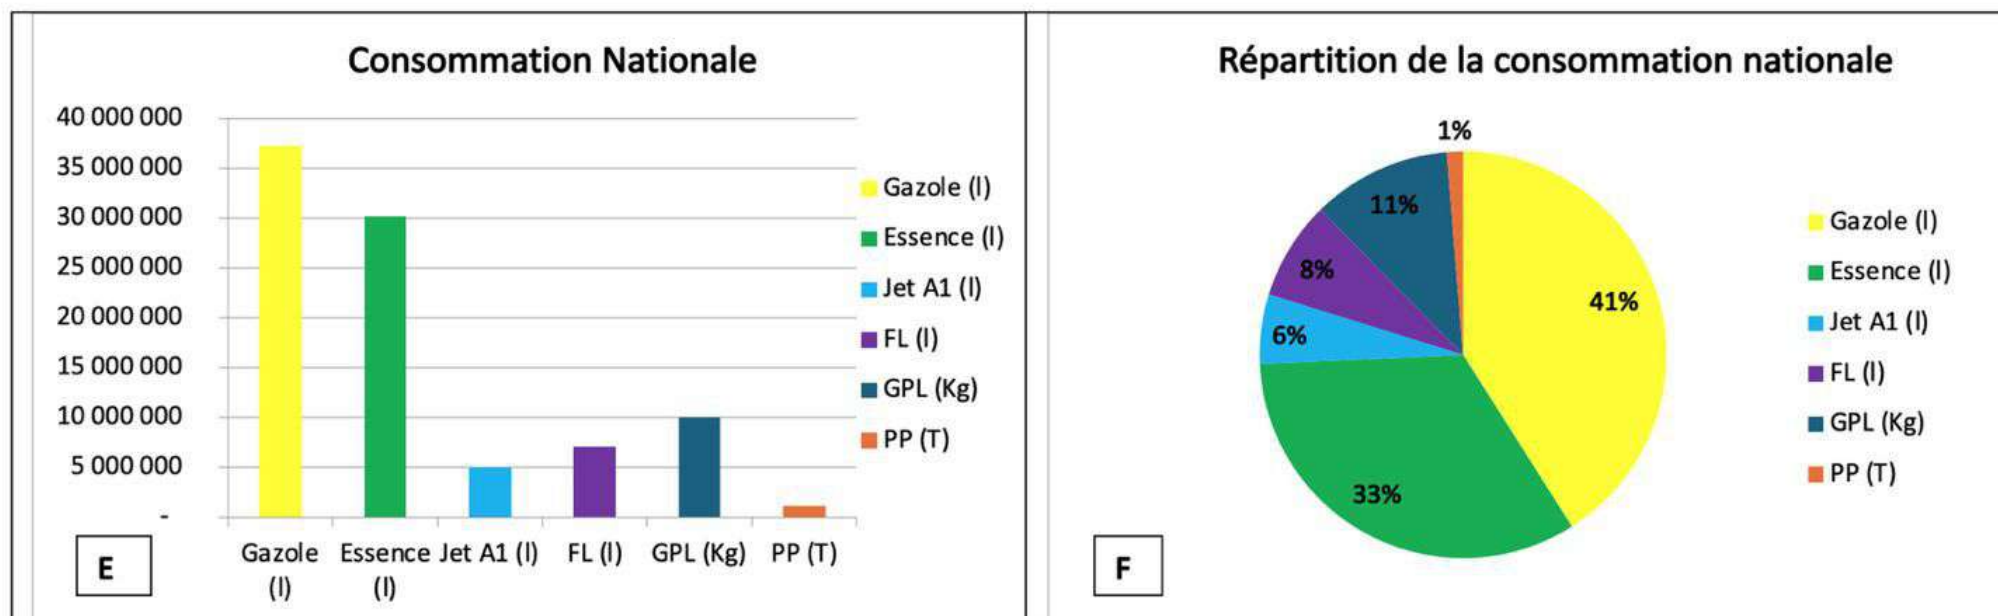 Consommation Nationale
40 000 000
35 000 000
30 000 000
25 000 000
20 000 000
15 000 000
10 000 000
5 000 000
-
Gazole (l)
Essence (l)
Jet A1 (l)
FL (l)
GPL (Kg)
PP (T)
Gazole (l)
Essence (l)
Jet A1 (l)
FL (l)
GPL (Kg)
PP (T)
E
Répartition de la consommation nationale
1%
11%
8%
6%
41%
33%
Gazole (l)
Essence (l)
Jet A1 (l)
FL (l)
GPL (Kg)
PP (T)
F